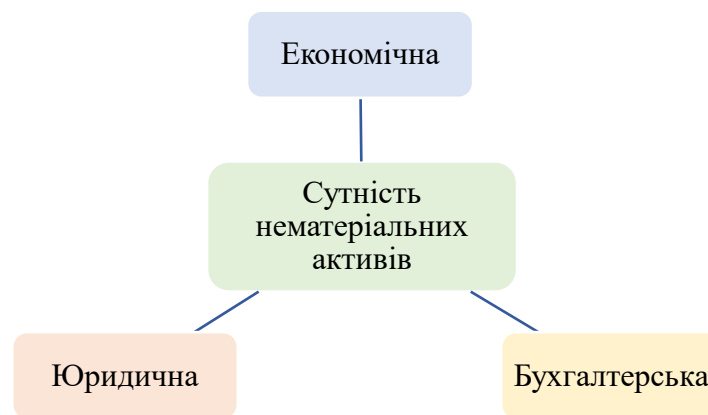 Економічна
Сутність
нематеріальних
активів
Юридична
Бухгалтерська